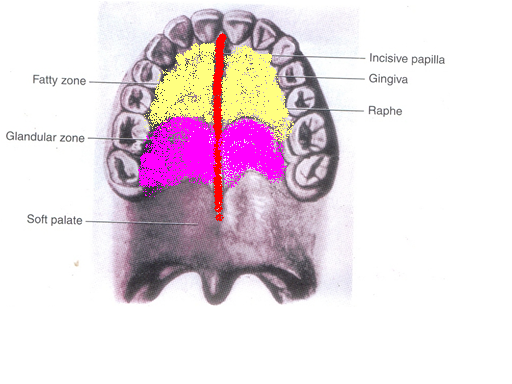 Incisive papilla
Gingiva
Fatty zone
Raphe
Glandular zone
Soft palate